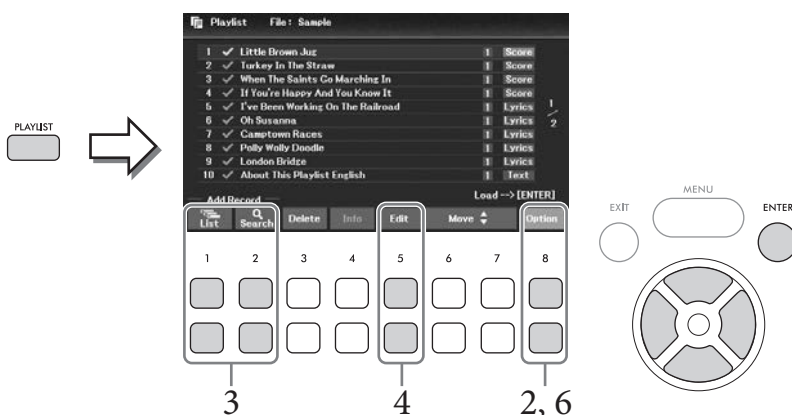 Playlist File: Sample
1 Little Brown Jug 1 Score
2 Turkey In The Straw 1 Score
3 When The Saints Go Marching In 1 Score
4 If You're Happy And You Know It 1 Score
5 I've Been Working On The Railroad 1 Lyrics
6 Oh Susanna 1 Lyrics
7 Camptown Races 1 Lyrics
8 Polly Wolly Doodle 1 Lyrics
9 London Bridge 1 Lyrics
10 About This Playlist English 1 Text
1/2
PLAYLIST
Add Record Load -->[ENTER]
List Search Delete Info Edit Move Option
MENU
EXIT ENTER
1 2 3 4 5 6 7 8
3 4 2, 6